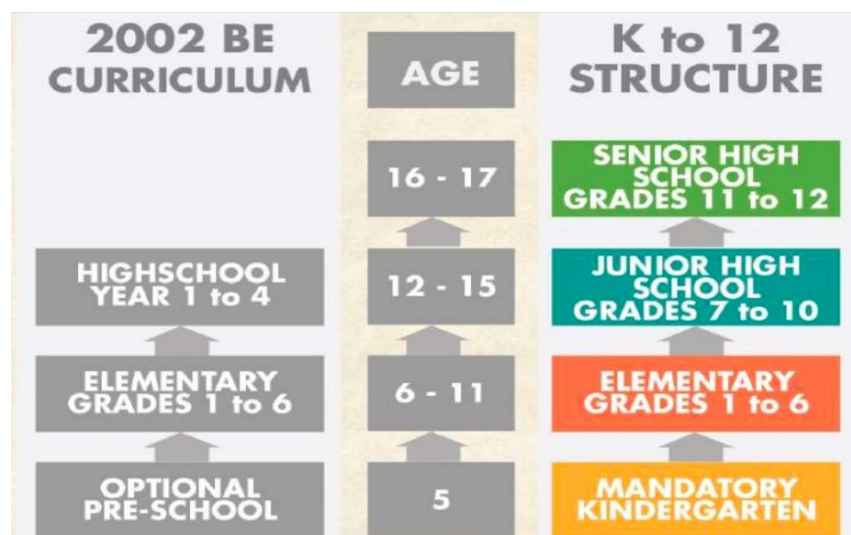 2002 BE
CURRICULUM
AGE
K to 12
STRUCTURE
16 - 17
SENIOR HIGH
SCHOOL
GRADES 11 to 12
HIGHSCHOOL
YEAR 1 to 4
12 - 15
JUNIOR HIGH
SCHOOL
GRADES 7 to 10
ELEMENTARY
GRADES 1 to 6
6 - 11
ELEMENTARY
GRADES 1 to 6
OPTIONAL
PRE-SCHOOL
5
MANDATORY
KINDERGARTEN